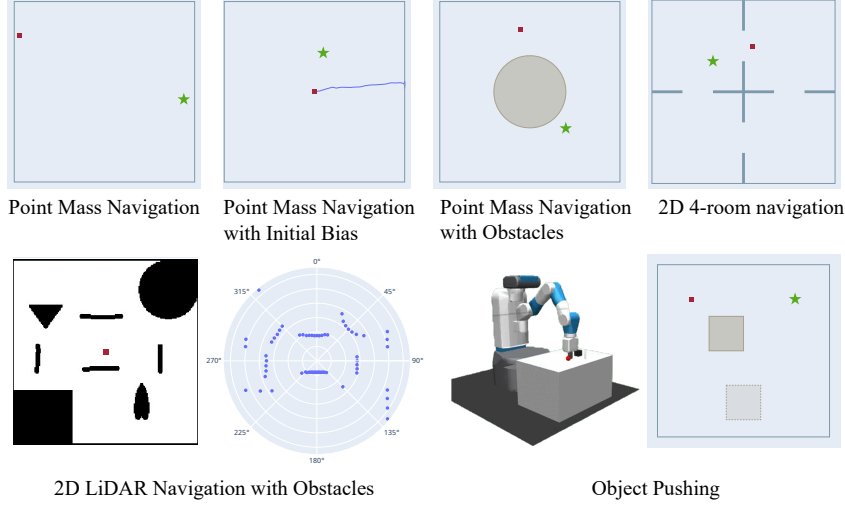 Point Mass Navigation
Point Mass Navigation
with Initial Bias
Point Mass Navigation
with Obstacles
2D 4-room navigation
0°
45°
90°
135°
180°
225°
270°
315°
2D LiDAR Navigation with Obstacles
Object Pushing